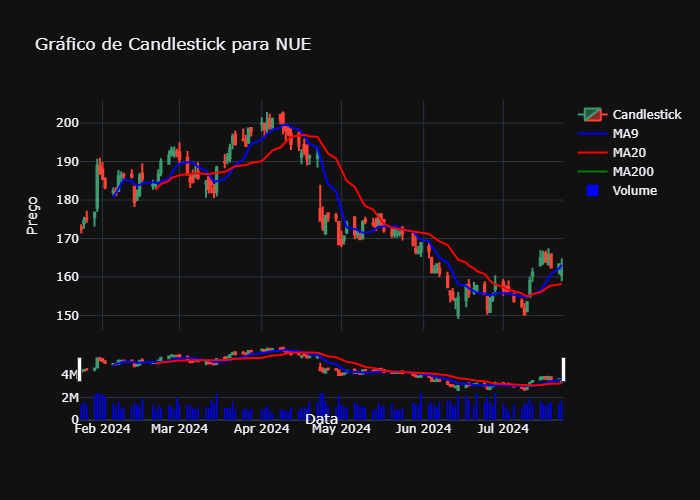 Gráfico de Candlestick para NUE
Candlestick
MA9
MA20
MA200
Volume
Preço
200
190
180
170
160
150
4M
2M
0
Data
Feb 2024
Mar 2024
Apr 2024
May 2024
Jun 2024
Jul 2024